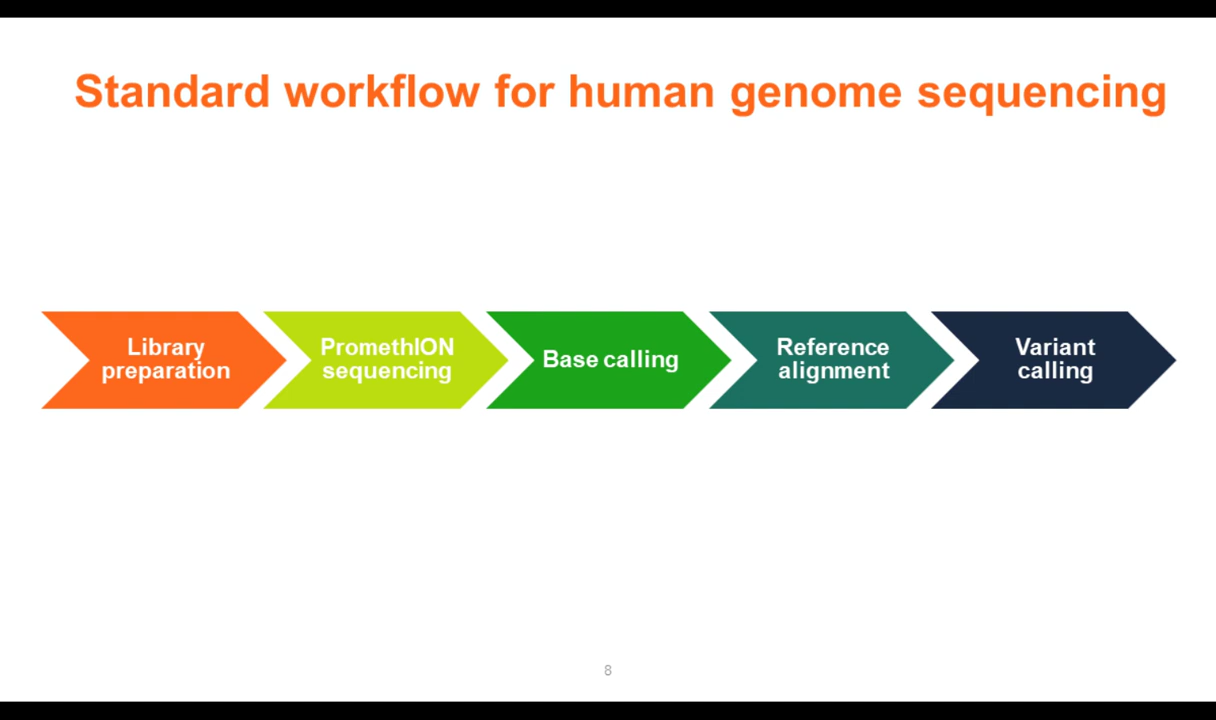 Standard workflow for human genome sequencing
Library
preparation
PromethION
sequencing
Base calling
Reference
alignment
Variant
calling
8